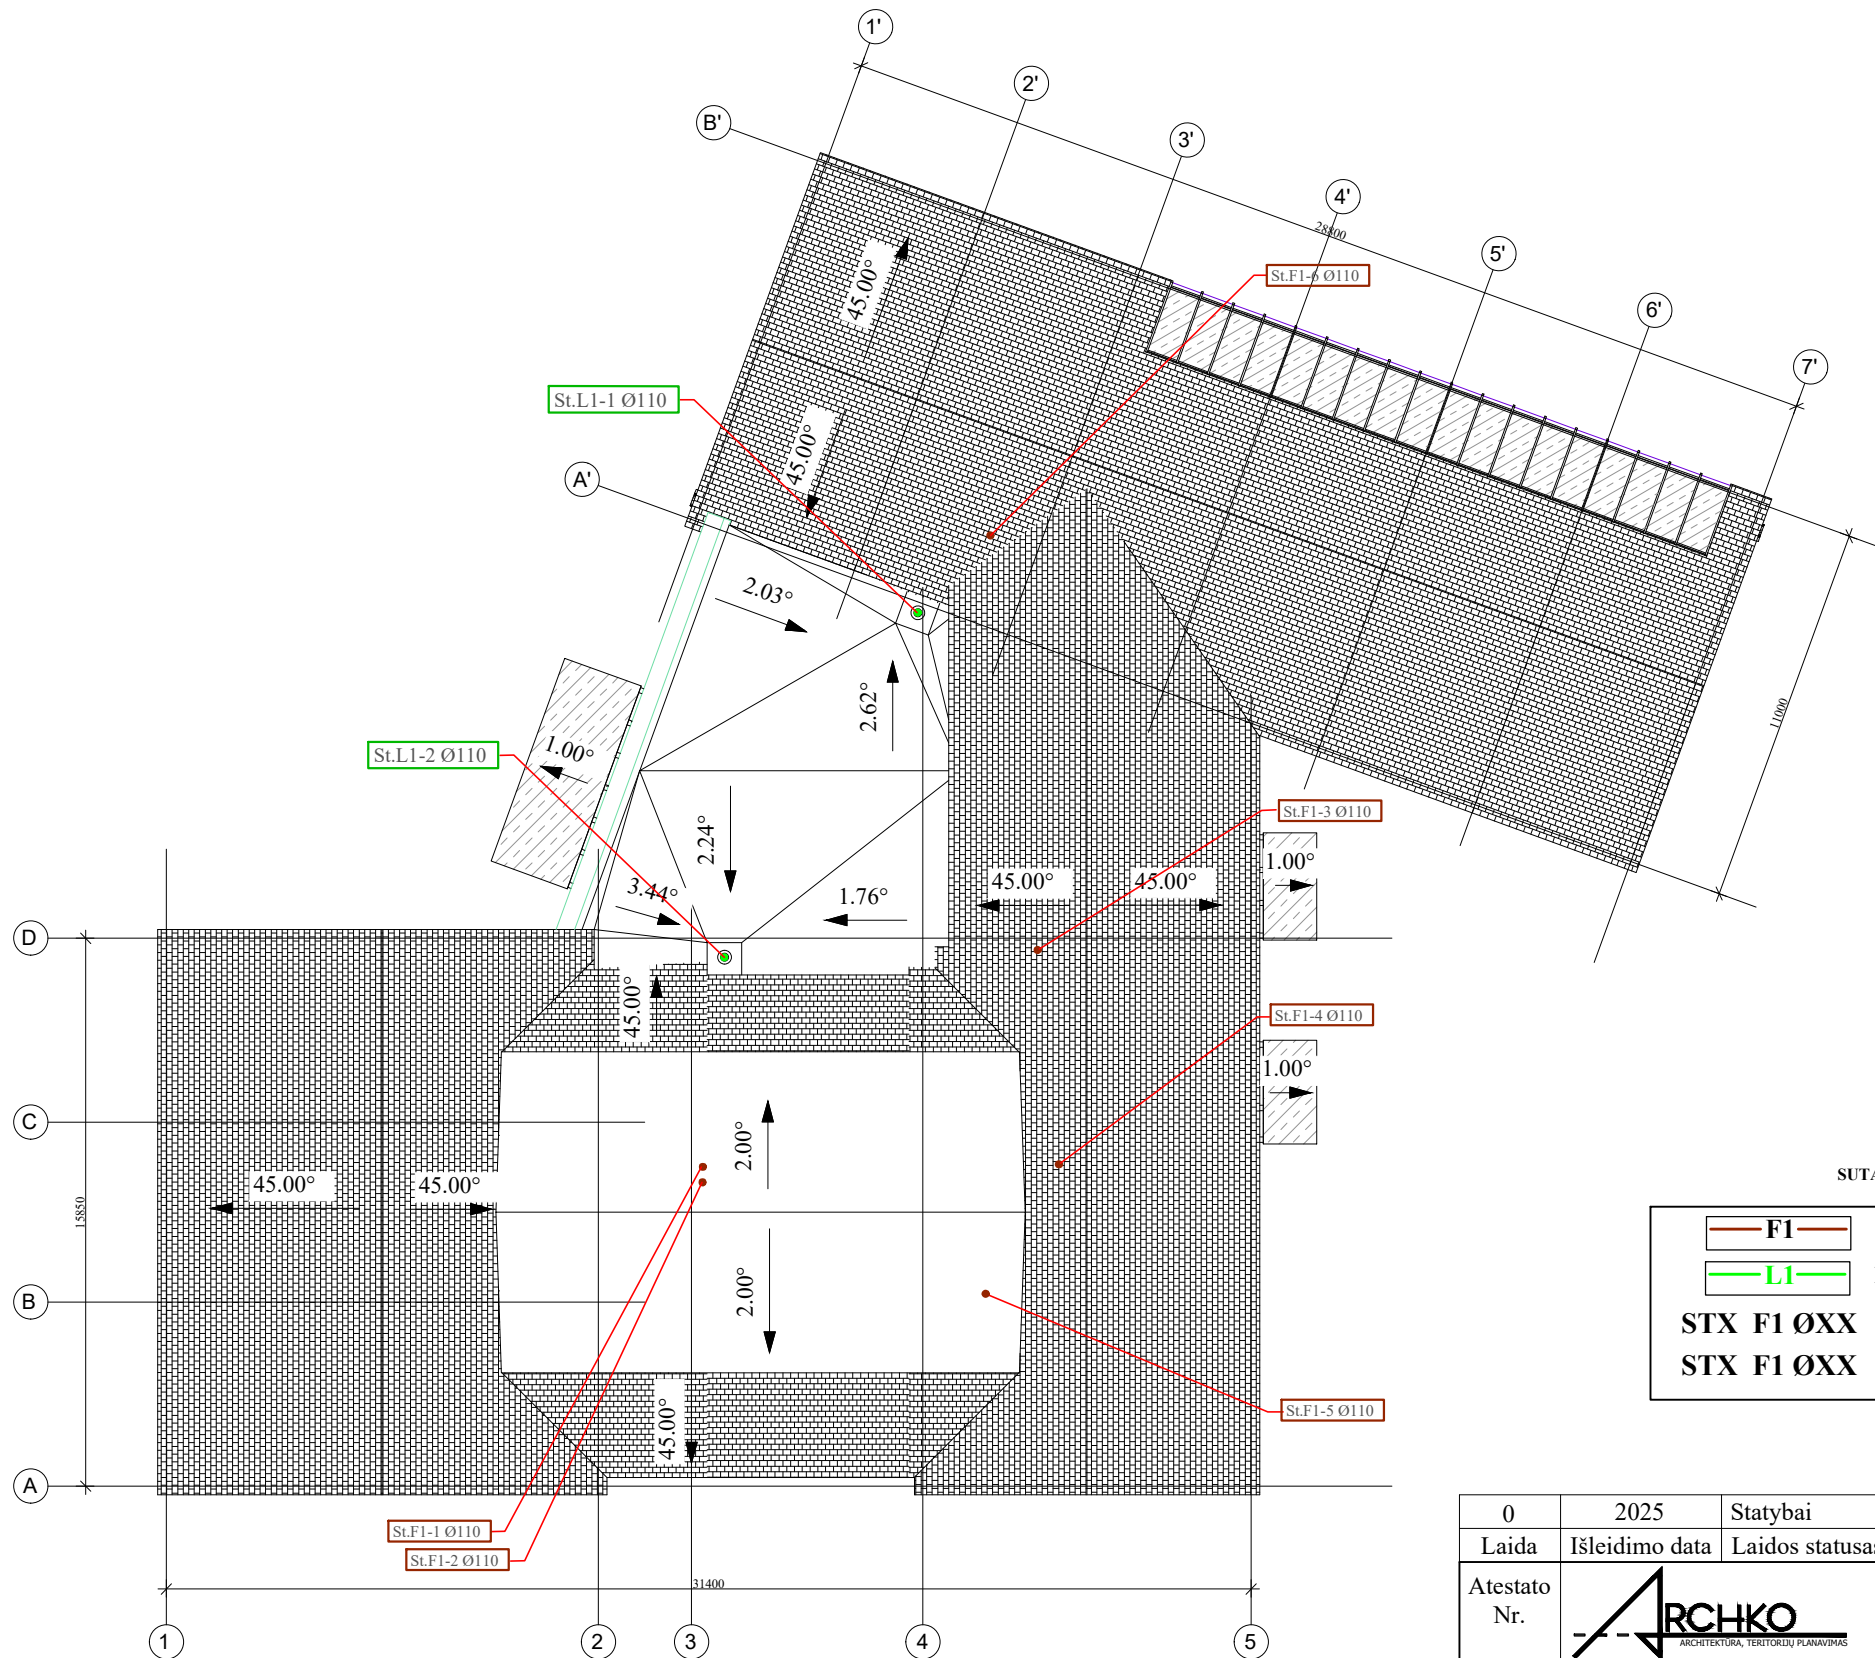 1'
2'
B'
3'
4'
28800
5'
St.F1-6 Ø110
45.00°
6'
7'
St.L1-1 Ø110
45.00°
A'
2.03°
2.62°
11000
1.00°
St.L1-2 Ø110
2.24°
St.F1-3 Ø110
1.00°
3.44°
1.76°
45.00°
45.00°
D
45.00°
St.F1-4 Ø110
1.00°
C
2.00°
45.00°
45.00°
15850
SUTA
F1
L1
2.00°
B
STX F1 ØXX
STX F1 ØXX
45.00°
St.F1-5 Ø110
A
St.F1-1 Ø110
St.F1-2 Ø110
31400
0 2025 Statybai
Laida Išleidimo data Laidos statusas
Atestato
Nr.
ARCHKO
ARCHITEKTŪRA, TERITORIJŲ PLANAVIMAS
1 2 3 4 5